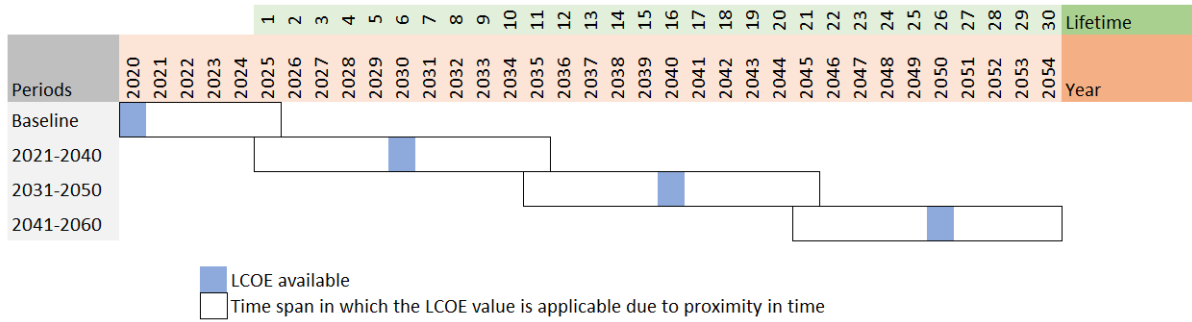 1 2 3 4 5 6 7 8 9 10 11 12 13 14 15 16 17 18 19 20 21 22 23 24 25 26 27 28 29 30 Lifetime
Periods 2020 2021 2022 2023 2024 2025 2026 2027 2028 2029 2030 2031 2032 2033 2034 2035 2036 2037 2038 2039 2040 2041 2042 2043 2044 2045 2046 2047 2048 2049 2050 2051 2052 2053 2054 Year
Baseline
2021-2040
2031-2050
2041-2060
LCOE available
Time span in which the LCOE value is applicable due to proximity in time